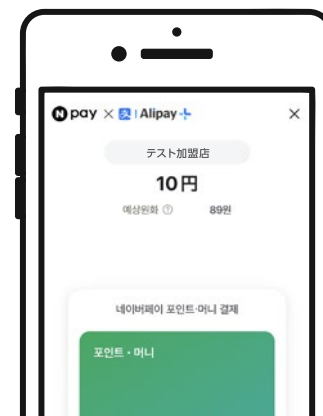 N pay × 支 | Alipay+ ×
テスト加盟店
10円
예상원화 ? 89원
네이버페이 포인트·머니 결제
포인트·머니